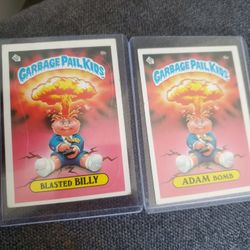 GARBAGE PAIL KIDS
BLASTED BILLY
GARBAGE PAIL KIDS
ADAM BOMB